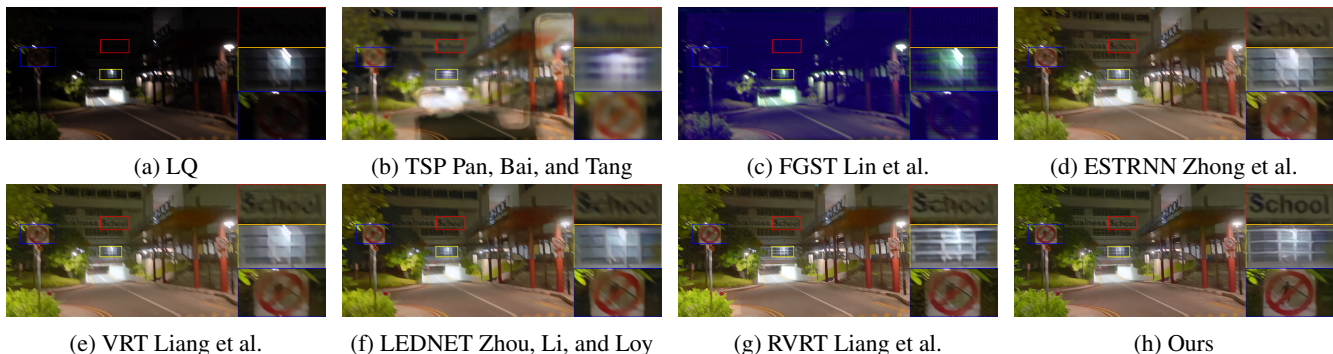 (a) LQ
(b) TSP Pan, Bai, and Tang
(c) FGST Lin et al.
(d) ESTRNN Zhong et al.
School
School
School
School
School
(e) VRT Liang et al.
(f) LEDNET Zhou, Li, and Loy
(g) RVRT Liang et al.
(h) Ours